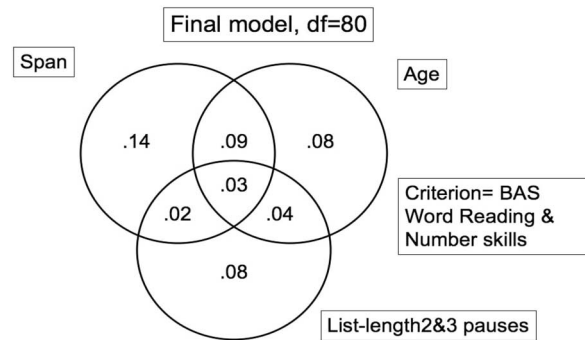 Final model, df=80
Span
Age
.14
.09
.08
.03
.02
.04
.08
Criterion= BAS
Word Reading &
Number skills
List-length2&3 pauses